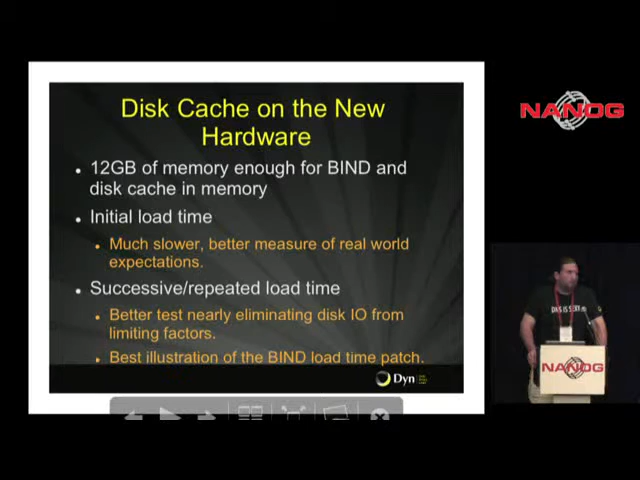 Disk Cache on the New
Hardware
12GB of memory enough for BIND and
disk cache in memory
Initial load time
Much slower, better measure of real world
expectations.
Successive/repeated load time
Better test nearly eliminating disk IO from
limiting factors.
Best illustration of the BIND load time patch.
Dyn
NANOG
NANOG